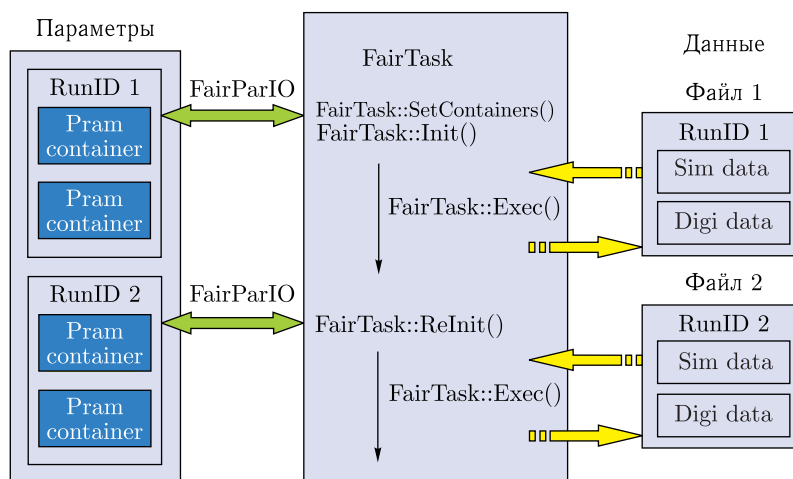 Параметры
RunID 1
Pram
container
Pram
container
RunID 2
Pram
container
Pram
container
FairParIO
FairParIO
FairTask
FairTask::SetContainers()
FairTask::Init()
FairTask::Exec()
FairTask::ReInit()
FairTask::Exec()
Данные
Файл 1
RunID 1
Sim data
Digi data
Файл 2
RunID 2
Sim data
Digi data